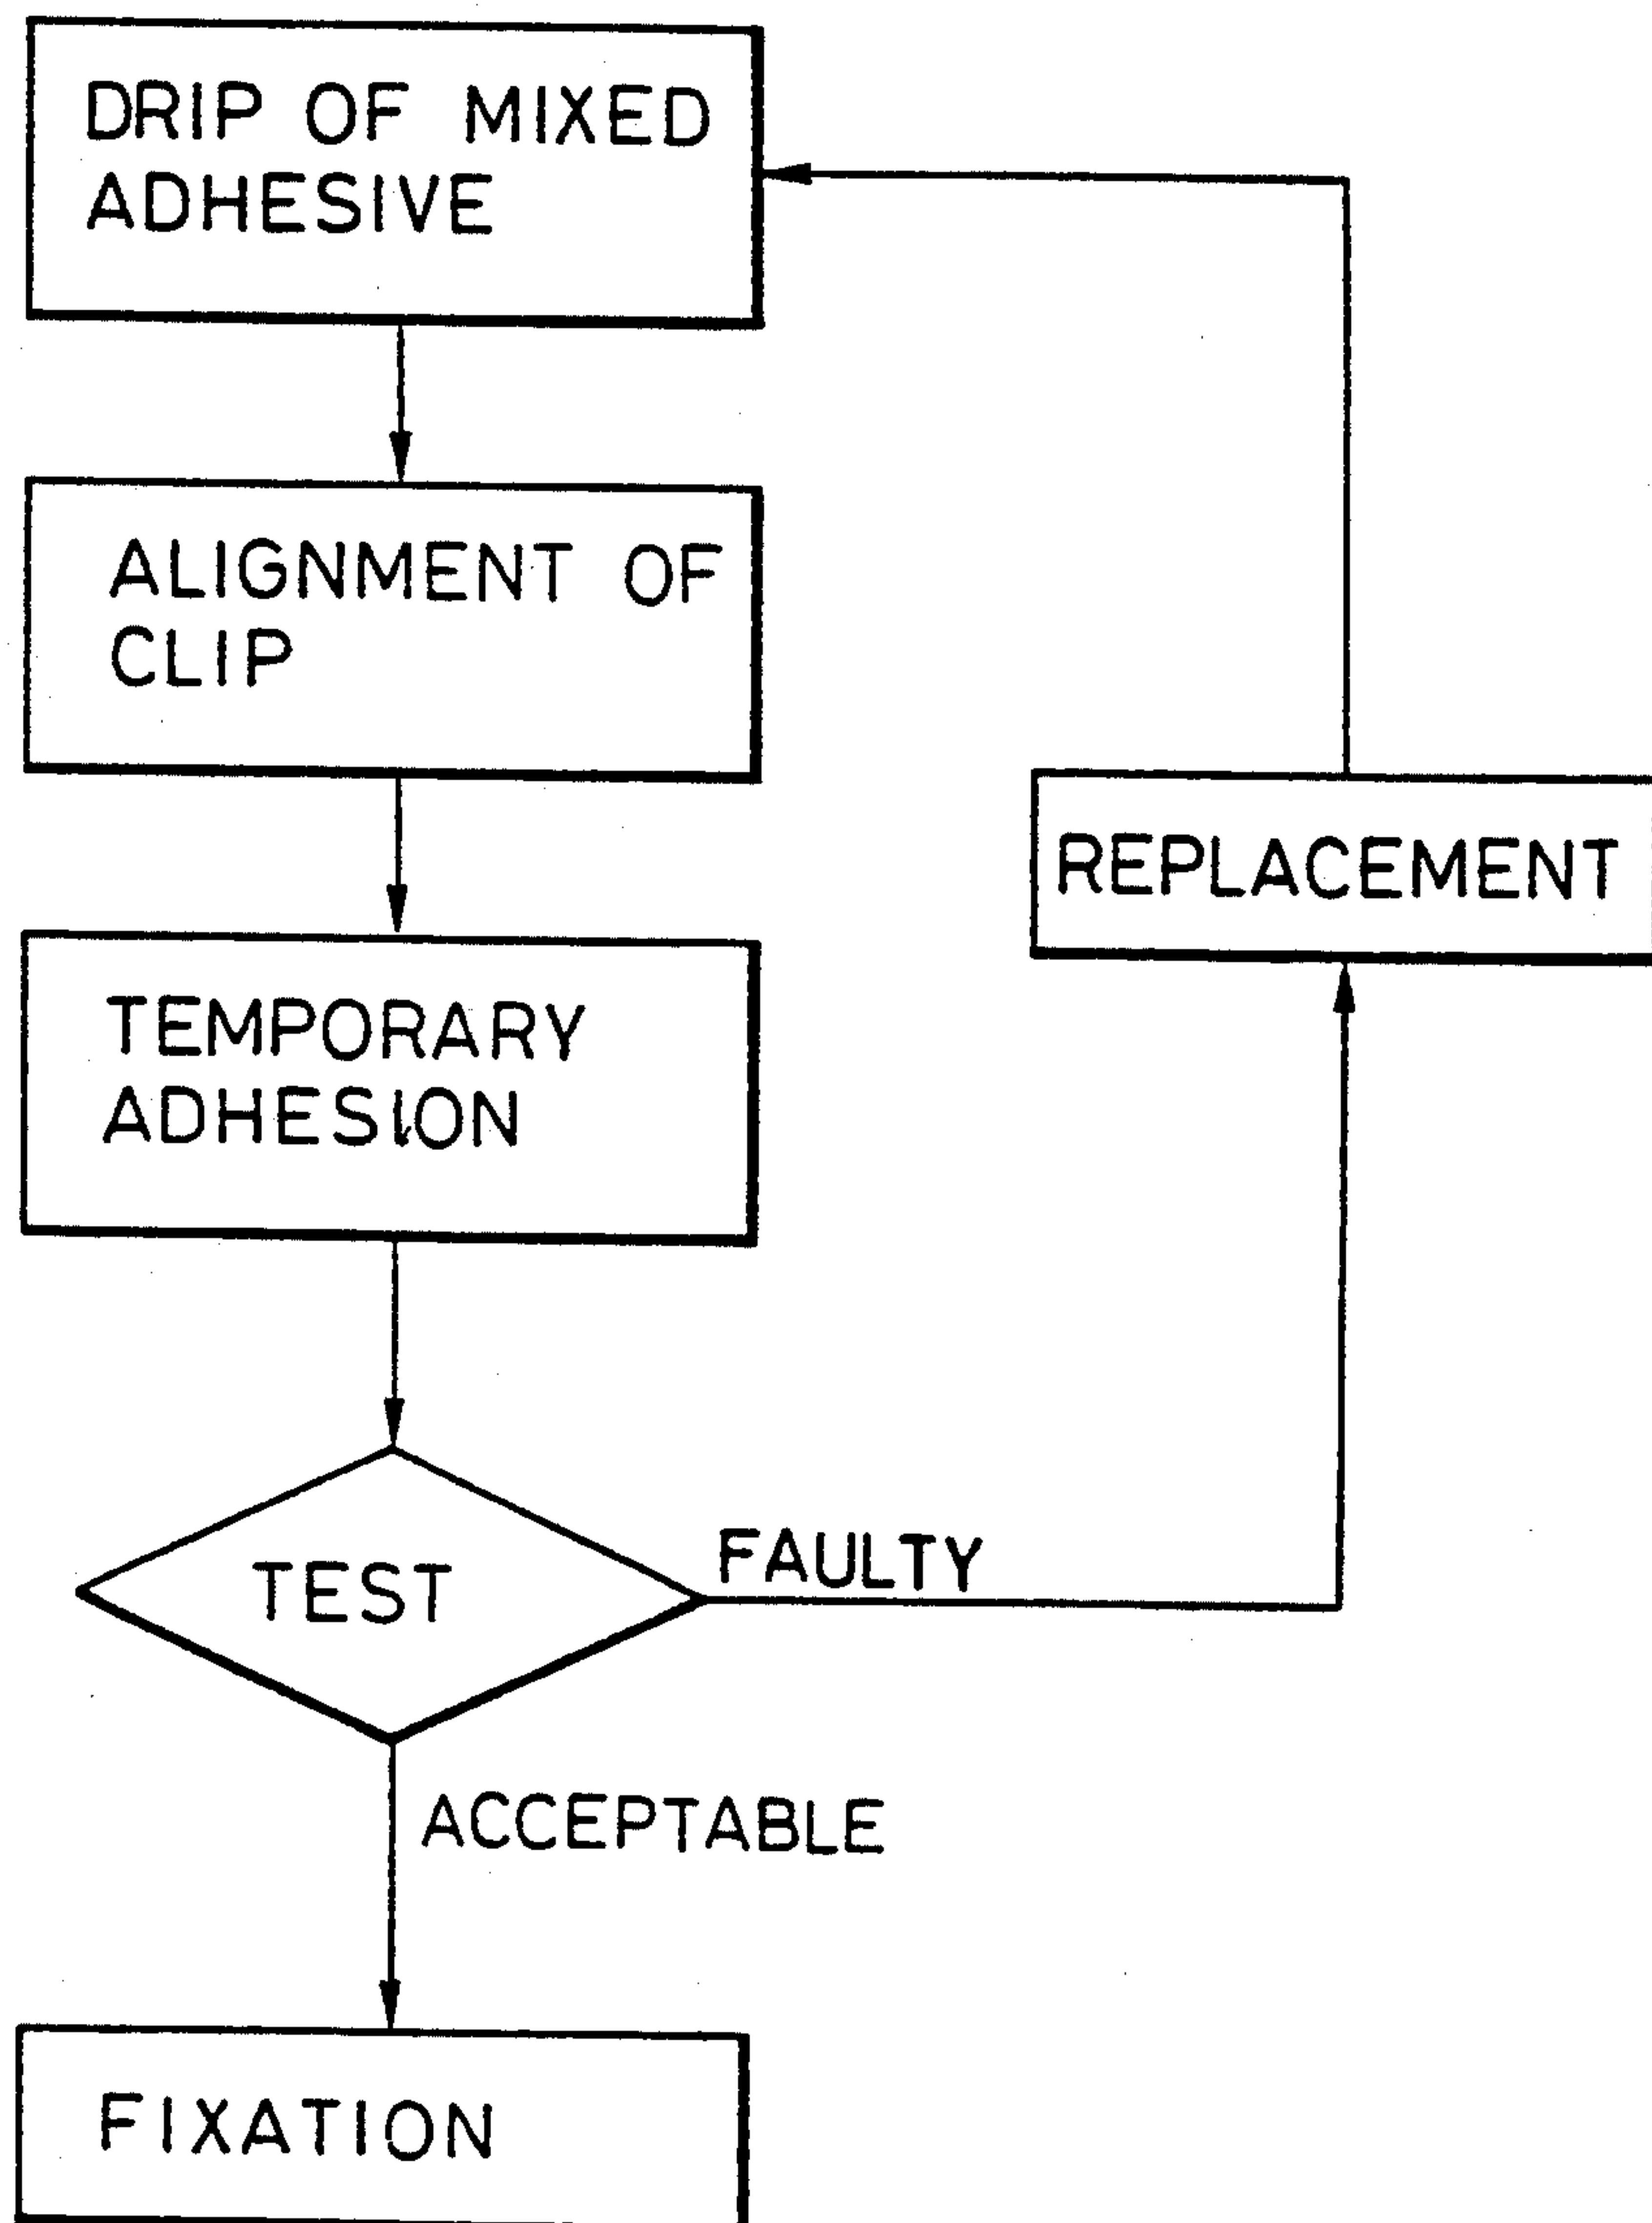 DRIP OF MIXED
ADHESIVE
ALIGNMENT OF
CLIP
REPLACEMENT
TEMPORARY
ADHESION
TEST
FAULTY
ACCEPTABLE
FIXATION